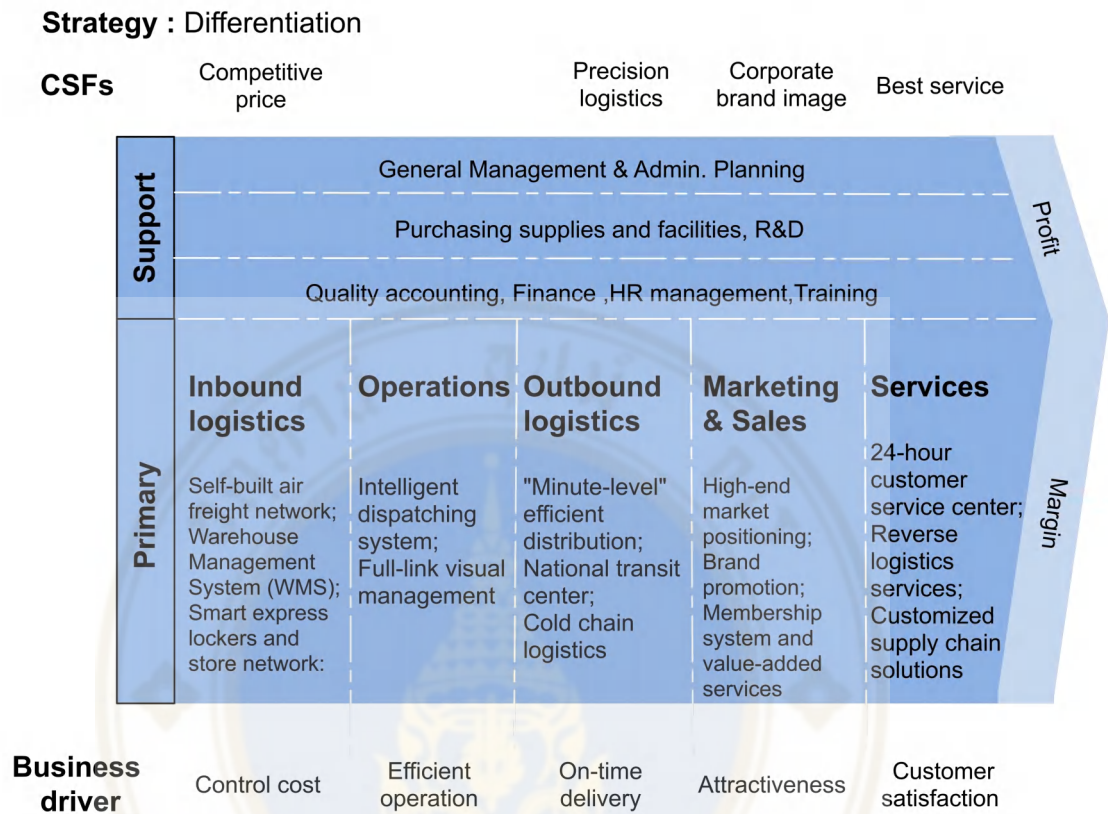 Strategy : Differentiation
CSFs
Competitive
price
Precision
logistics
Corporate
brand image
Best service
Support
General Management & Admin. Planning
Purchasing supplies and facilities, R&D
Quality accounting, Finance ,HR management,Training
Profit
Margin
Primary
Inbound
logistics
Self-built air
freight network;
Warehouse
Management
System (WMS);
Smart express
lockers and
store network:
Operations
Intelligent
dispatching
system;
Full-link visual
management
Outbound
logistics
"Minute-level"
efficient
distribution;
National transit
center;
Cold chain
logistics
Marketing
& Sales
High-end
market
positioning;
Brand
promotion;
Membership
system and
value-added
services
Services
24-hour
customer
service center;
Reverse
logistics
services;
Customized
supply chain
solutions
Business
driver
Control cost
Efficient
operation
On-time
delivery
Attractiveness
Customer
satisfaction